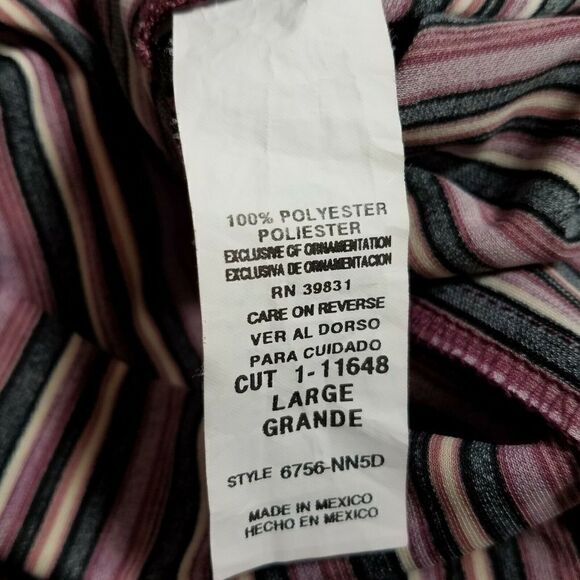 100% POLYESTER
POLIESTER
EXCLUSIVE OF ORNAMENTATION
EXCLUSIVA DE ORNAMENTACION
RN 39831
CARE ON REVERSE
VER AL DORSO
PARA CUIDADO
CUT 1-11648
LARGE
GRANDE
STYLE 6756-NN5D
MADE IN MEXICO
HECHO EN MEXICO